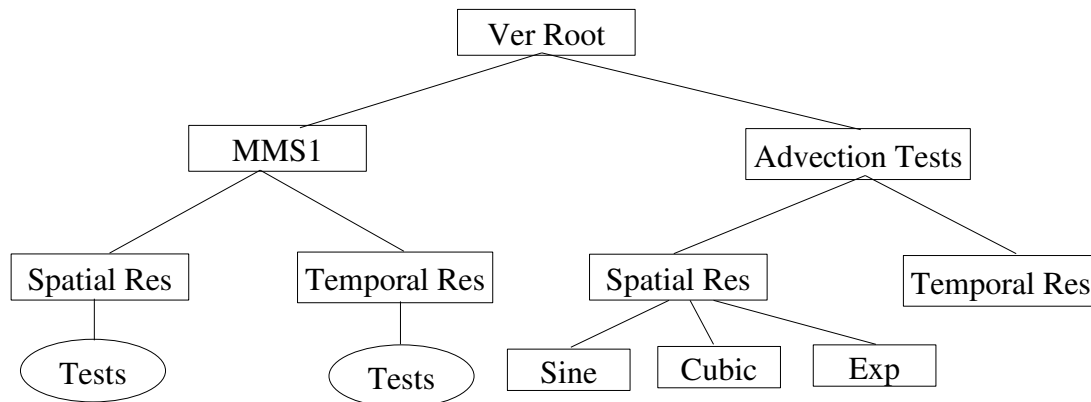 Ver Root
MMS1
Advection Tests
Spatial Res
Temporal Res
Spatial Res
Temporal Res
Tests
Tests
Sine
Cubic
Exp